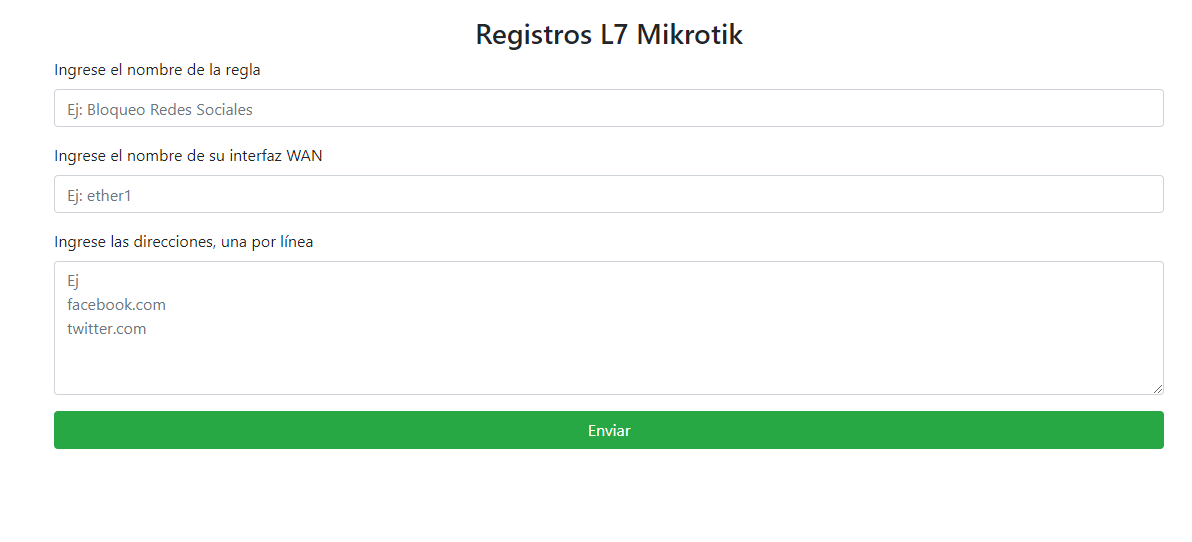 Registros L7 Mikrotik
Ingrese el nombre de la regla
Ej: Bloqueo Redes Sociales
Ingrese el nombre de su interfaz WAN
Ej: ether1
Ingrese las direcciones, una por línea
Ej
facebook.com
twitter.com
Enviar